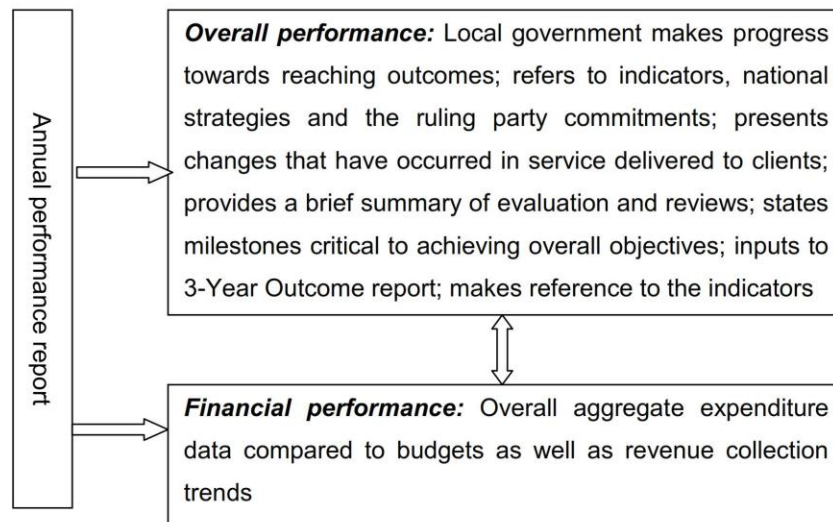 Annual performance report
Overall performance: Local government makes progress
towards reaching outcomes; refers to indicators, national
strategies and the ruling party commitments; presents
changes that have occurred in service delivered to clients;
provides a brief summary of evaluation and reviews; states
milestones critical to achieving overall objectives; inputs to
3-Year Outcome report; makes reference to the indicators
Financial performance: Overall aggregate expenditure
data compared to budgets as well as revenue collection
trends